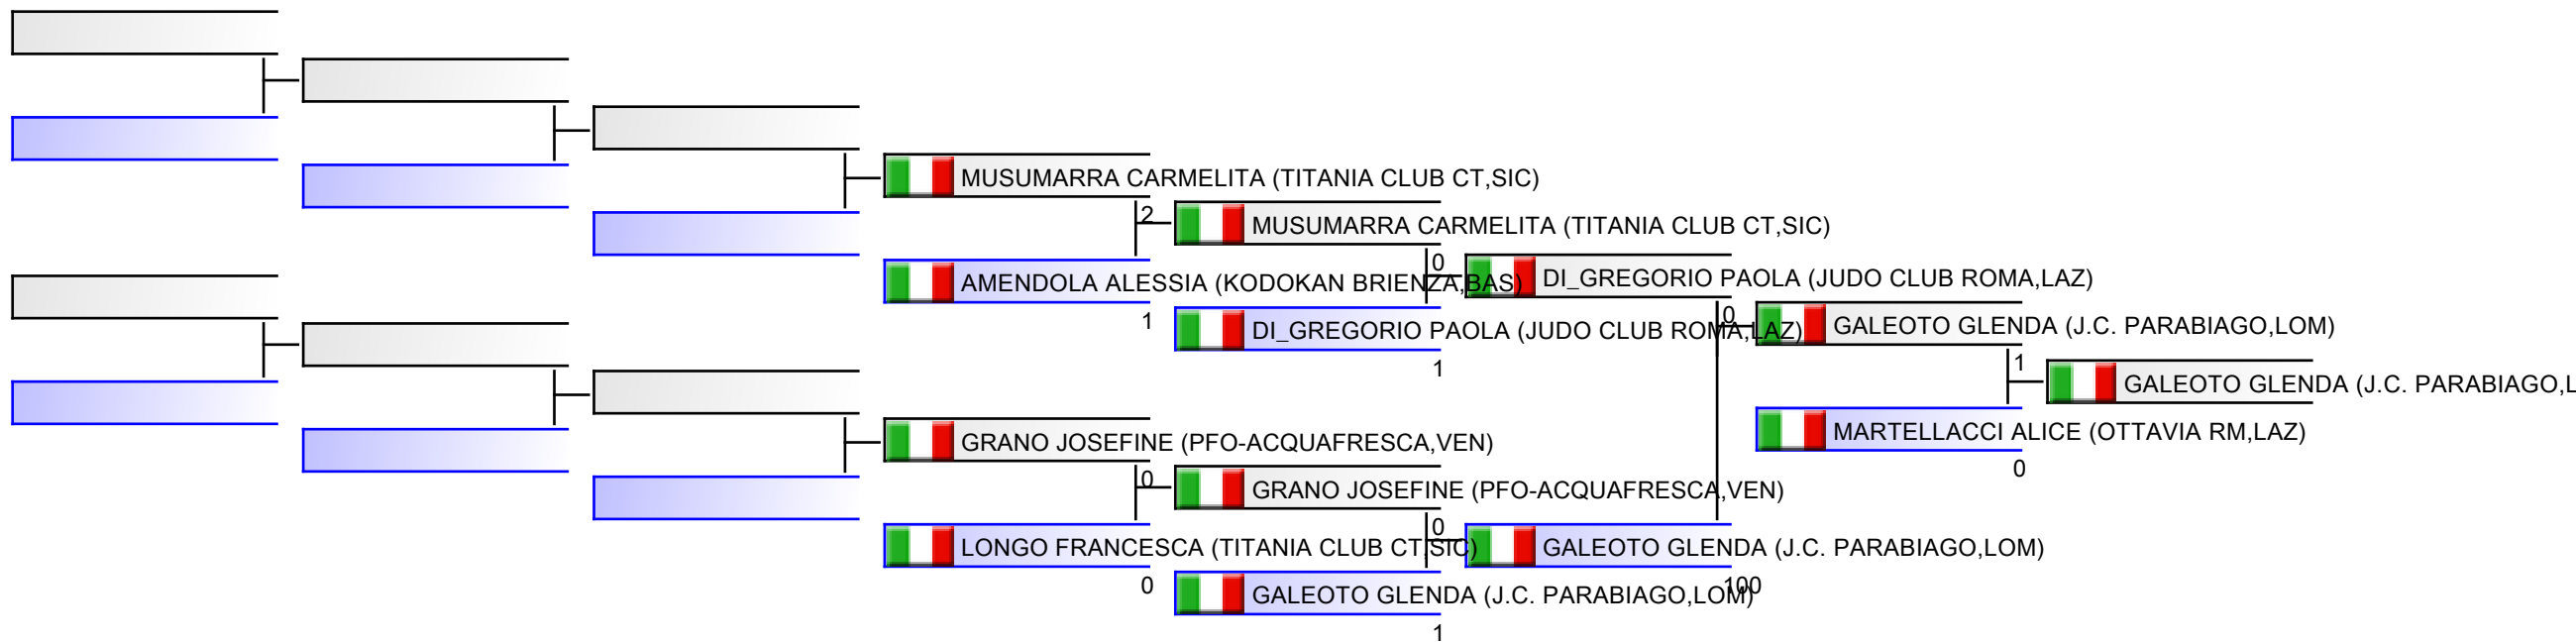 MUSUMARRA CARMELITA (TITANIA CLUB CT,SIC)
2
MUSUMARRA CARMELITA (TITANIA CLUB CT,SIC)
0
AMENDOLA ALESSIA (KODOKAN BRIENZA,BAS)
1
DI_GREGORIO PAOLA (JUDO CLUB ROMA,LAZ)
0
DI_GREGORIO PAOLA (JUDO CLUB ROMA,LAZ)
1
GALEOTO GLENDA (J.C. PARABIAGO,LOM)
1
GALEOTO GLENDA (J.C. PARABIAGO,L
MARTELLACCI ALICE (OTTAVIA RM,LAZ)
0
GRANO JOSEFINE (PFO-ACQUAFRESCA,VEN)
0
GRANO JOSEFINE (PFO-ACQUAFRESCA,VEN)
0
LONGO FRANCESCA (TITANIA CLUB CT,SIC)
0
GALEOTO GLENDA (J.C. PARABIAGO,LOM)
100
GALEOTO GLENDA (J.C. PARABIAGO,LOM)
1